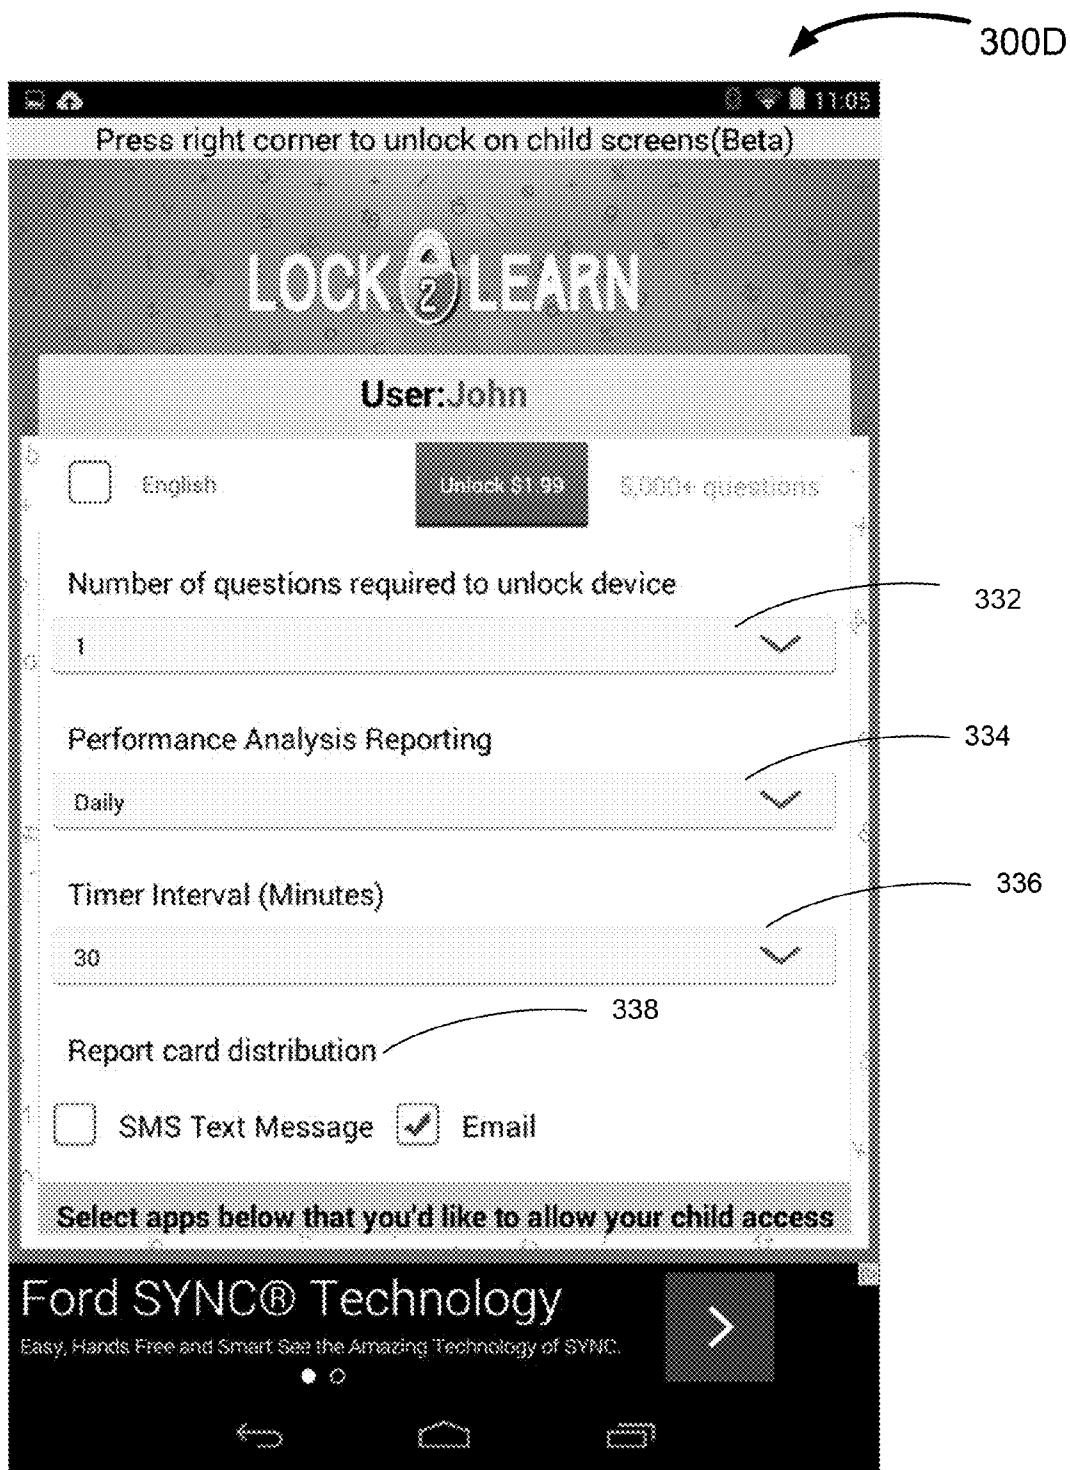 300D
11:05
Press right corner to unlock on child screens(Beta)
LOCK 2 LEARN
User:John
English Unlock $1.99 5,000+ questions
Number of questions required to unlock device
332
1
Performance Analysis Reporting
334
Daily
Timer Interval (Minutes)
336
30
338
Report card distribution
SMS Text Message Email
Select apps below that you'd like to allow your child access
Ford SYNC® Technology
Easy, Hands Free and Smart See the Amazing Technology of SYNC.